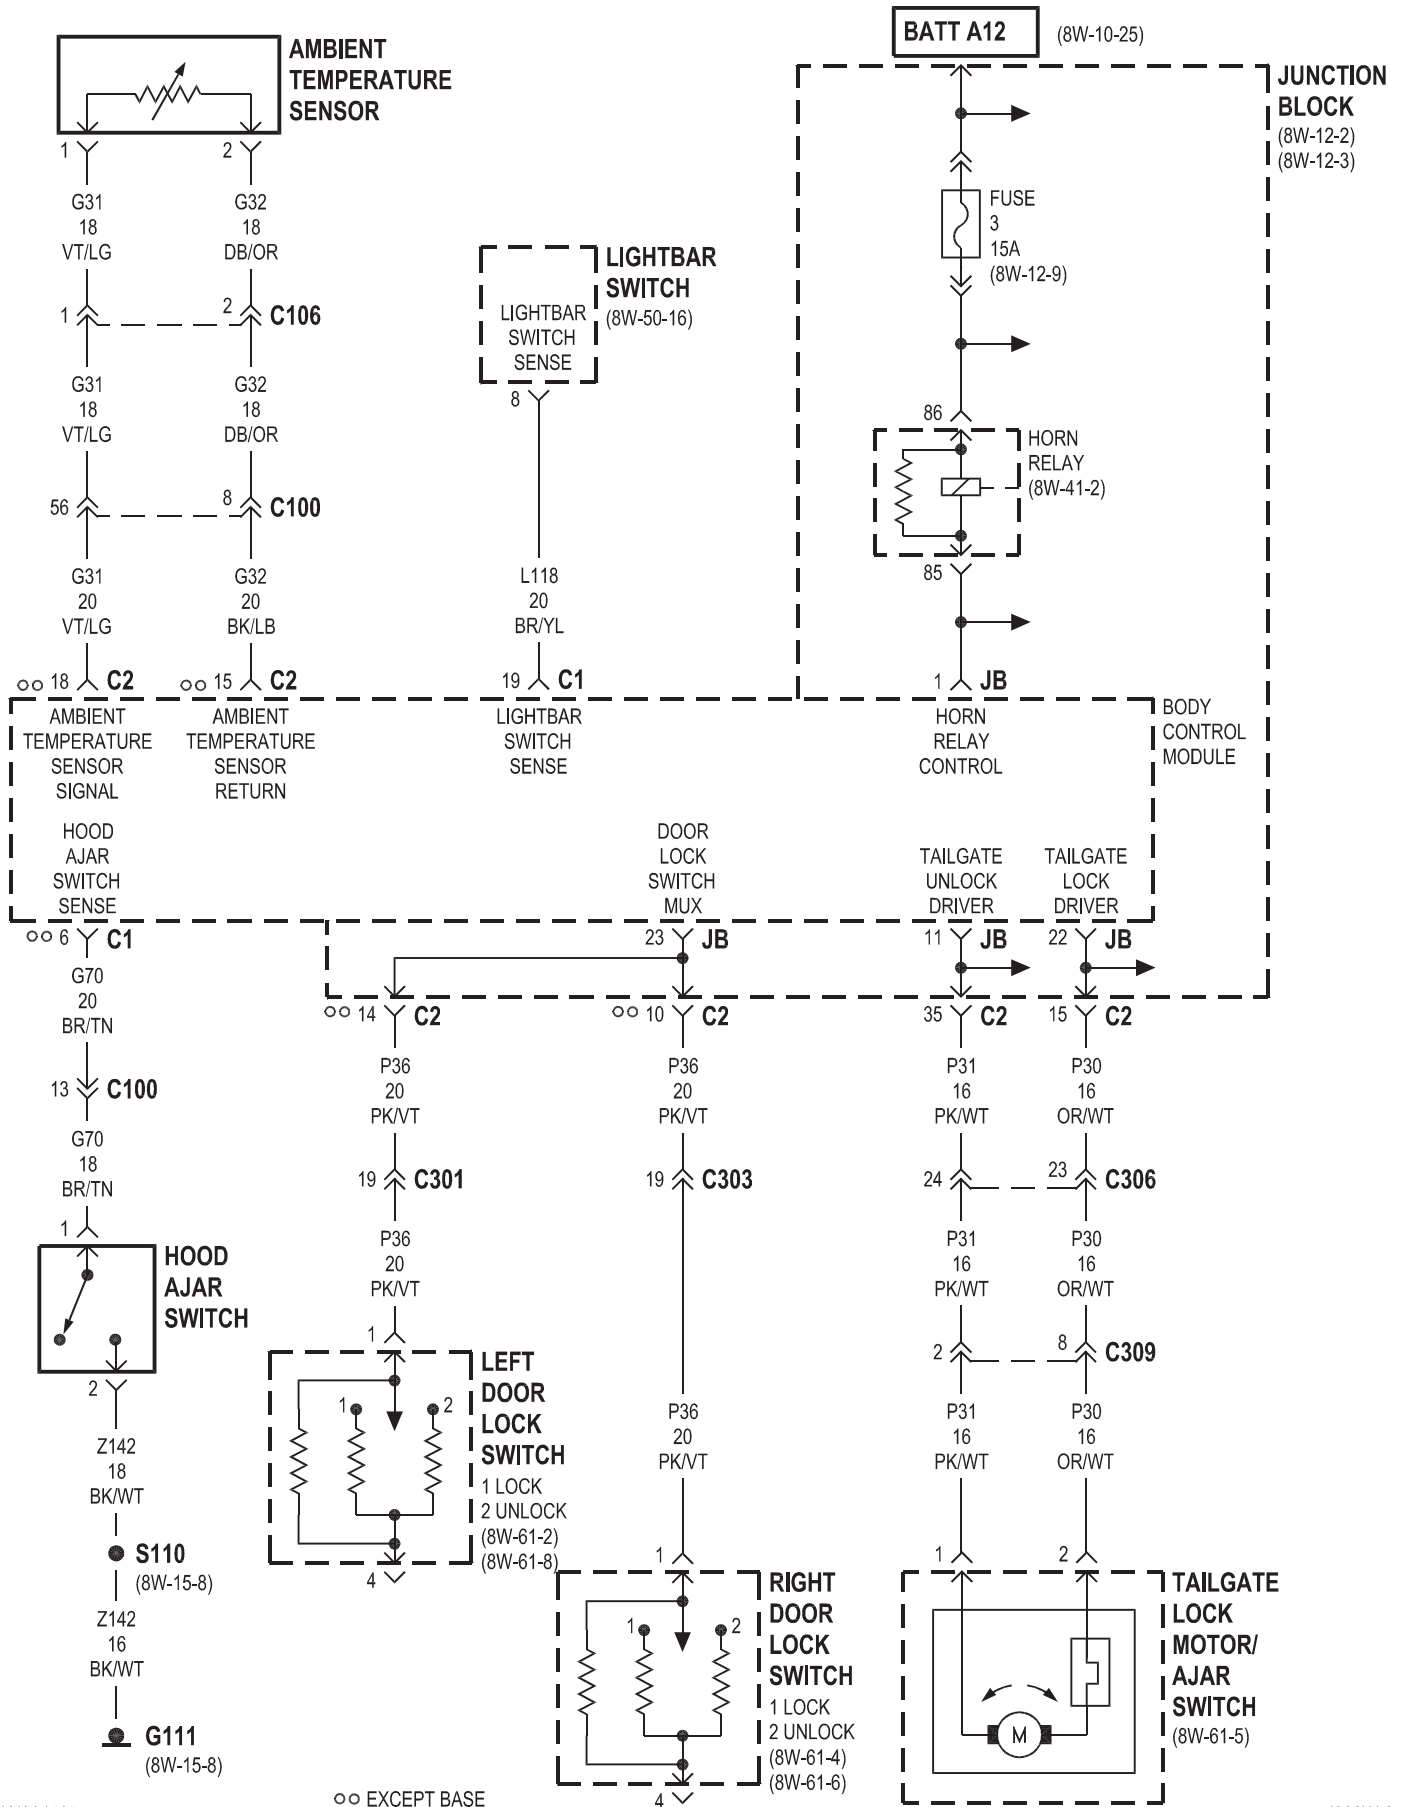 BATT A12 (8W-10-25)
AMBIENT
TEMPERATURE
SENSOR
JUNCTION
BLOCK
(8W-12-2)
(8W-12-3)
1 2
G31 G32
18 18
VT/LG DB/OR
FUSE
3
15A
(8W-12-9)
LIGHTBAR
SWITCH
(8W-50-16)
LIGHTBAR
SWITCH
SENSE
8
1 2 C106
G31 G32
18 18
VT/LG DB/OR
86
HORN
RELAY
(8W-41-2)
85
56 8 C100
G31 G32 L118
20 20 20
VT/LG BK/LB BR/YL
18 C2 15 C2 19 C1 1 JB
BODY
CONTROL
MODULE
AMBIENT
TEMPERATURE
SENSOR
SIGNAL
AMBIENT
TEMPERATURE
SENSOR
RETURN
LIGHTBAR
SWITCH
SENSE
HORN
RELAY
CONTROL
HOOD
AJAR
SWITCH
SENSE
DOOR
LOCK
SWITCH
MUX
TAILGATE
UNLOCK
DRIVER
TAILGATE
LOCK
DRIVER
6 C1 23 JB 11 JB 22 JB
G70
20
BR/TN
14 C2 10 C2 35 C2 15 C2
P36 P36 P31 P30
20 20 16 16
PK/VT PK/VT PK/WT OR/WT
13 C100
G70
18
BR/TN
19 C301 19 C303 24 23 C306
P36 P31 P30
20 16 16
PK/VT PK/WT OR/WT
1
HOOD
AJAR
SWITCH
2
1 2 8 C309
LEFT
DOOR
LOCK
SWITCH
1 LOCK
2 UNLOCK
(8W-61-2)
(8W-61-8)
1 2
4
P36 P31 P30
20 16 16
PK/VT PK/WT OR/WT
Z142
18
BK/WT
S110
(8W-15-8)
Z142
16
BK/WT
G111
(8W-15-8)
1 1 2
RIGHT
DOOR
LOCK
SWITCH
1 LOCK
2 UNLOCK
(8W-61-4)
(8W-61-6)
1 2
4
TAILGATE
LOCK
MOTOR/
AJAR
SWITCH
(8W-61-5)
M
EXCEPT BASE